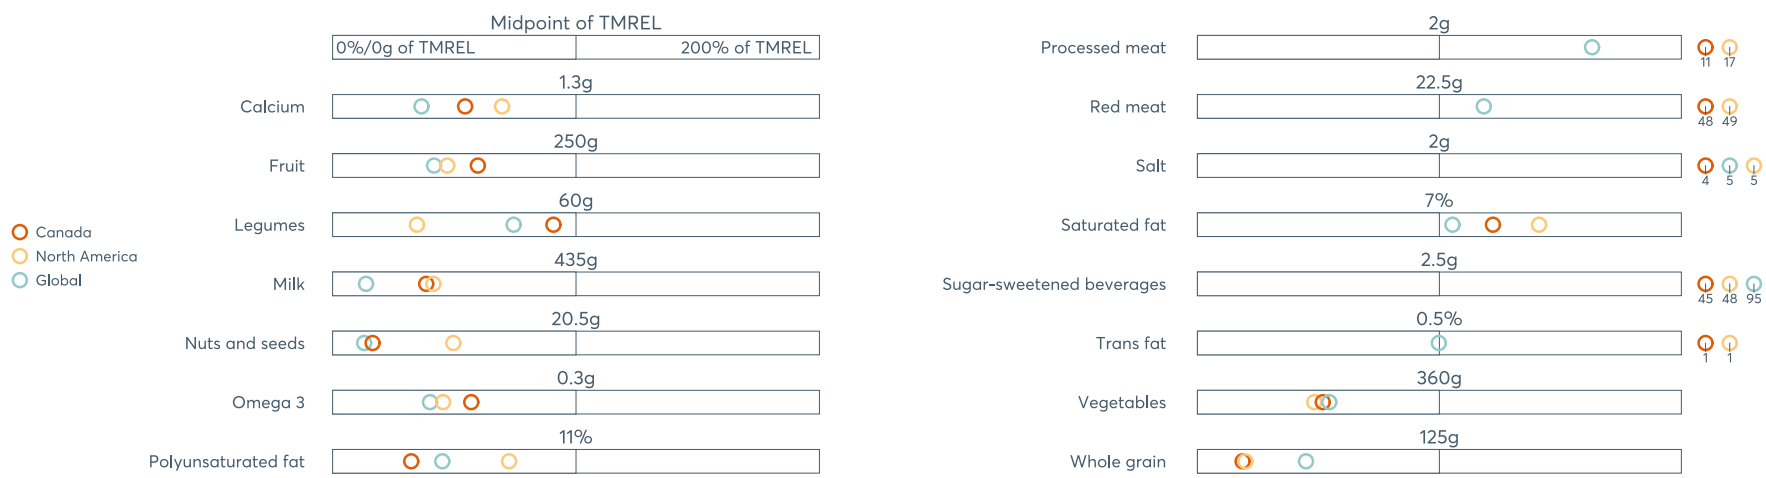 Midpoint of TMREL
0%/0g of TMREL 200% of TMREL
1.3g
Calcium
250g
Fruit
60g
Legumes
435g
Milk
20.5g
Nuts and seeds
0.3g
Omega 3
11%
Polyunsaturated fat
Canada
North America
Global
2g
Processed meat
11 17
22.5g
Red meat
48 49
2g
Salt
4 5 5
7%
Saturated fat
2.5g
Sugar-sweetened beverages
45 48 95
0.5%
Trans fat
1 1
360g
Vegetables
125g
Whole grain